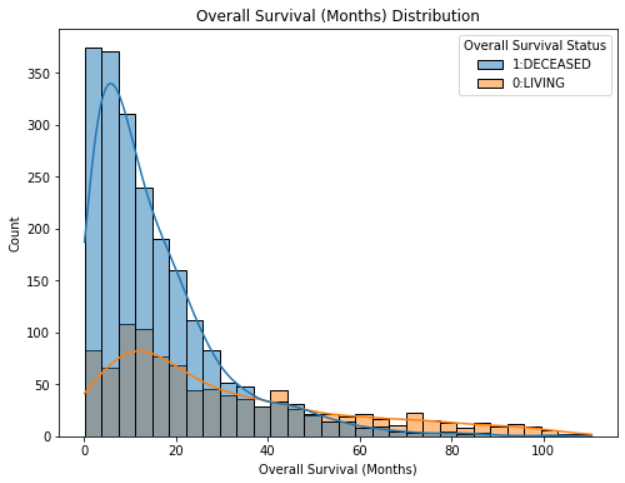 Overall Survival (Months) Distribution
Overall Survival Status
1:DECEASED
0:LIVING
350
300
250
200
150
100
50
0
Count
0 20 40 60 80 100
Overall Survival (Months)